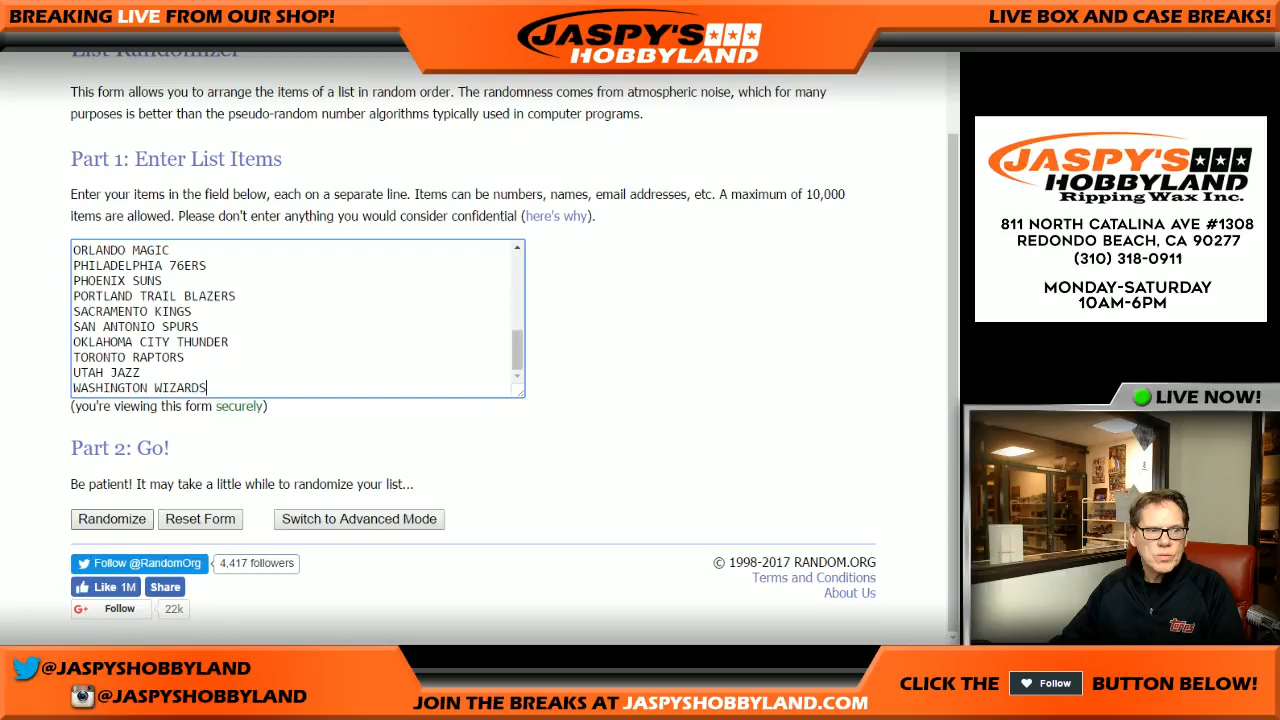 BREAKING LIVE FROM OUR SHOP!
JASPY'S
HOBBYLAND
LIVE BOX AND CASE BREAKS!
List Randomizer
This form allows you to arrange the items of a list in random order. The randomness comes from atmospheric noise, which for many
purposes is better than the pseudo-random number algorithms typically used in computer programs.
Part 1: Enter List Items
Enter your items in the field below, each on a separate line. Items can be numbers, names, email addresses, etc. A maximum of 10,000
items are allowed. Please don't enter anything you would consider confidential (here's why).
ORLANDO MAGIC
PHILADELPHIA 76ERS
PHOENIX SUNS
PORTLAND TRAIL BLAZERS
SACRAMENTO KINGS
SAN ANTONIO SPURS
OKLAHOMA CITY THUNDER
TORONTO RAPTORS
UTAH JAZZ
WASHINGTON WIZARDS
(you're viewing this form securely)
Part 2: Go!
Be patient! It may take a little while to randomize your list...
Randomize Reset Form Switch to Advanced Mode
Follow @RandomOrg 4,417 followers
Like 1M Share
G+ Follow 22k
© 1998-2017 RANDOM.ORG
Terms and Conditions
About Us
JASPY'S
HOBBYLAND
Ripping Wax Inc.
811 NORTH CATALINA AVE #1308
REDONDO BEACH, CA 90277
(310) 318-0911
MONDAY-SATURDAY
10AM-6PM
LIVE NOW!
Topps
@JASPYSHOBBYLAND
@JASPYSHOBBYLAND
JOIN THE BREAKS AT JASPYSHOBBYLAND.COM
CLICK THE Follow BUTTON BELOW!